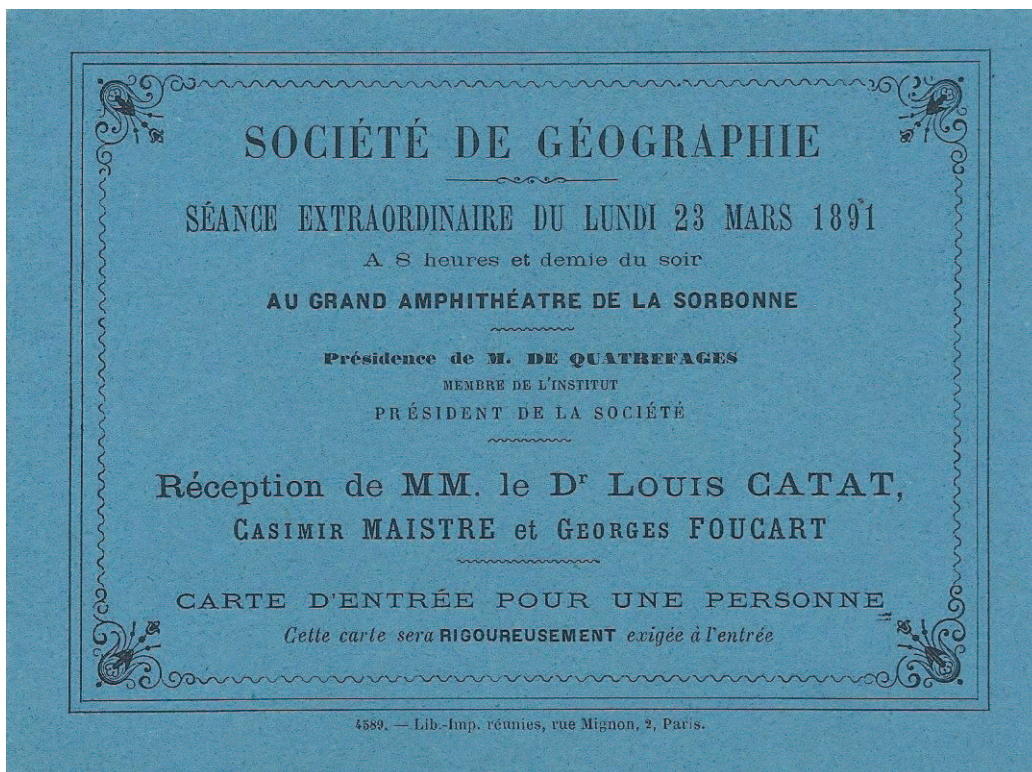 SOCIÉTÉ DE GÉOGRAPHIE
SÉANCE EXTRAORDINAIRE DU LUNDI 23 MARS 1891
A 8 heures et demie du soir
AU GRAND AMPHITHÉATRE DE LA SORBONNE
Présidence de M. DE QUATREFAGES
MEMBRE DE L'INSTITUT
PRÉSIDENT DE LA SOCIÉTÉ
Réception de MM. le Dr LOUIS CATAT,
CASIMIR MAISTRE et GEORGES FOUCART
CARTE D'ENTRÉE POUR UNE PERSONNE
Cette carte sera RIGOUREUSEMENT exigée à l'entrée
4589. — Lib.-Imp. réunies, rue Mignon, 2, Paris.